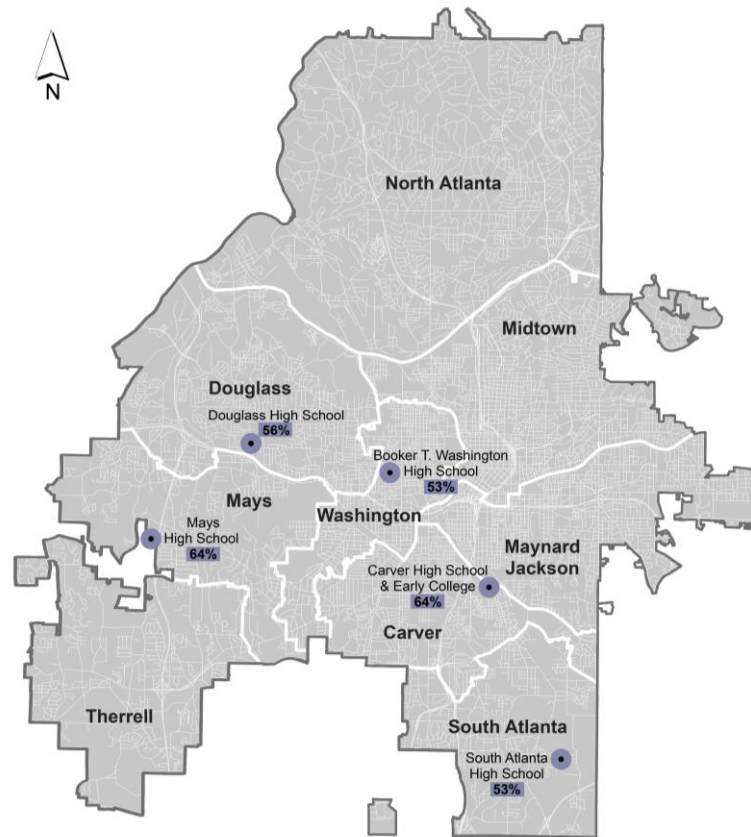 N
North Atlanta
Midtown
Douglass
Douglass High School
56%
Booker T. Washington
High School
53%
Mays
Washington
Mays
High School
64%
Maynard
Jackson
Carver High School
& Early College
64%
Carver
Therrell
South Atlanta
South Atlanta
High School
53%